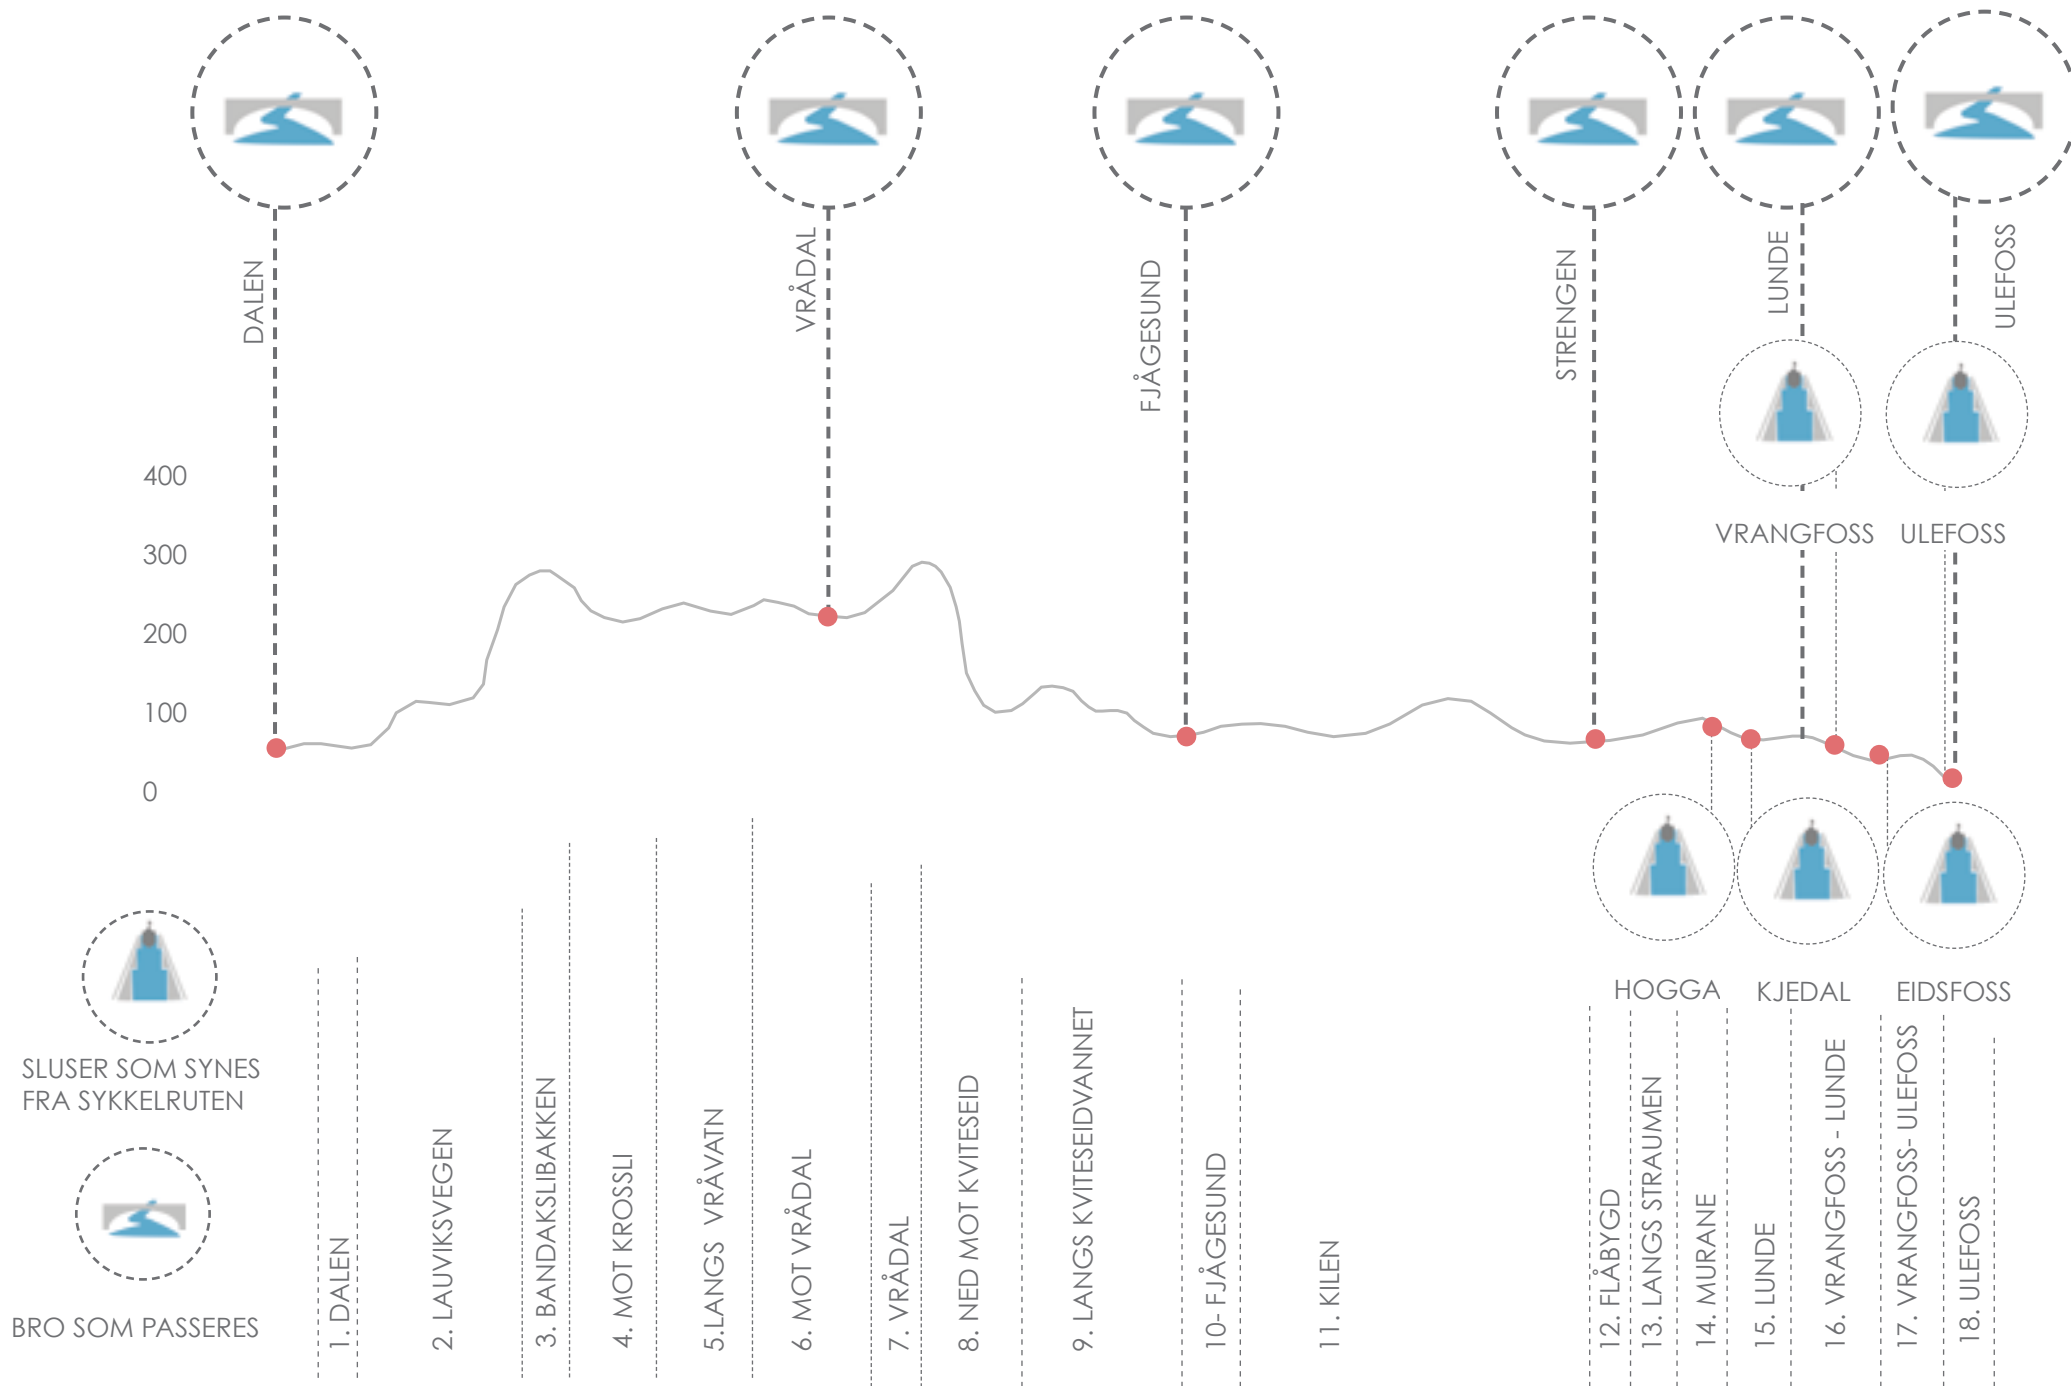 DALEN
VRÅDAL
FJÅGESUND
STRENGEN
LUNDE
ULEFOSS
400
300
200
100
0
VRANGFOSS
ULEFOSS
HOGGA
KJEDAL
EIDSFOSS
SLUSER SOM SYNES
FRA SYKKELRUTEN
BRO SOM PASSERES
1. DALEN
2. LAUVIKSVEGEN
3. BANDAKSLIBAKKEN
4. MOT KROSSLI
5.LANGS VRÅVATN
6. MOT VRÅDAL
7. VRÅDAL
8. NED MOT KVITESEID
9. LANGS KVITESEIDVANNET
10- FJÅGESUND
11. KILEN
12. FLÅBYGD
13. LANGS STRAUMEN
14. MURANE
15. LUNDE
16. VRANGFOSS - LUNDE
17. VRANGFOSS- ULEFOSS
18. ULEFOSS